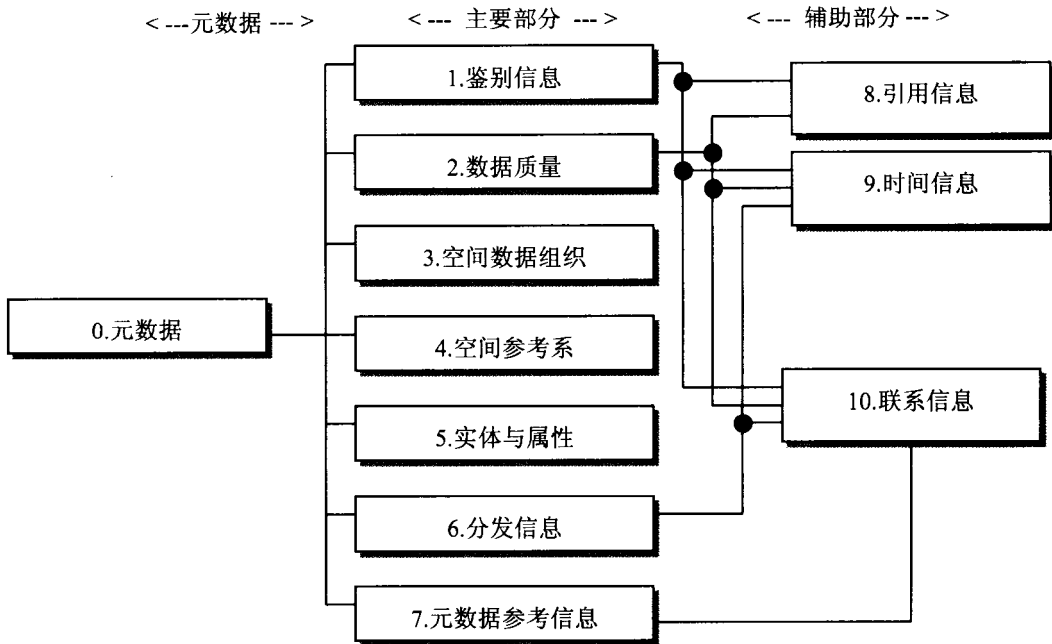 < ---元数据 --- >
< --- 主要部分 --- >
< --- 辅助部分 --- >
1.鉴别信息
8.引用信息
2.数据质量
9.时间信息
3.空间数据组织
0.元数据
4.空间参考系
10.联系信息
5.实体与属性
6.分发信息
7.元数据参考信息